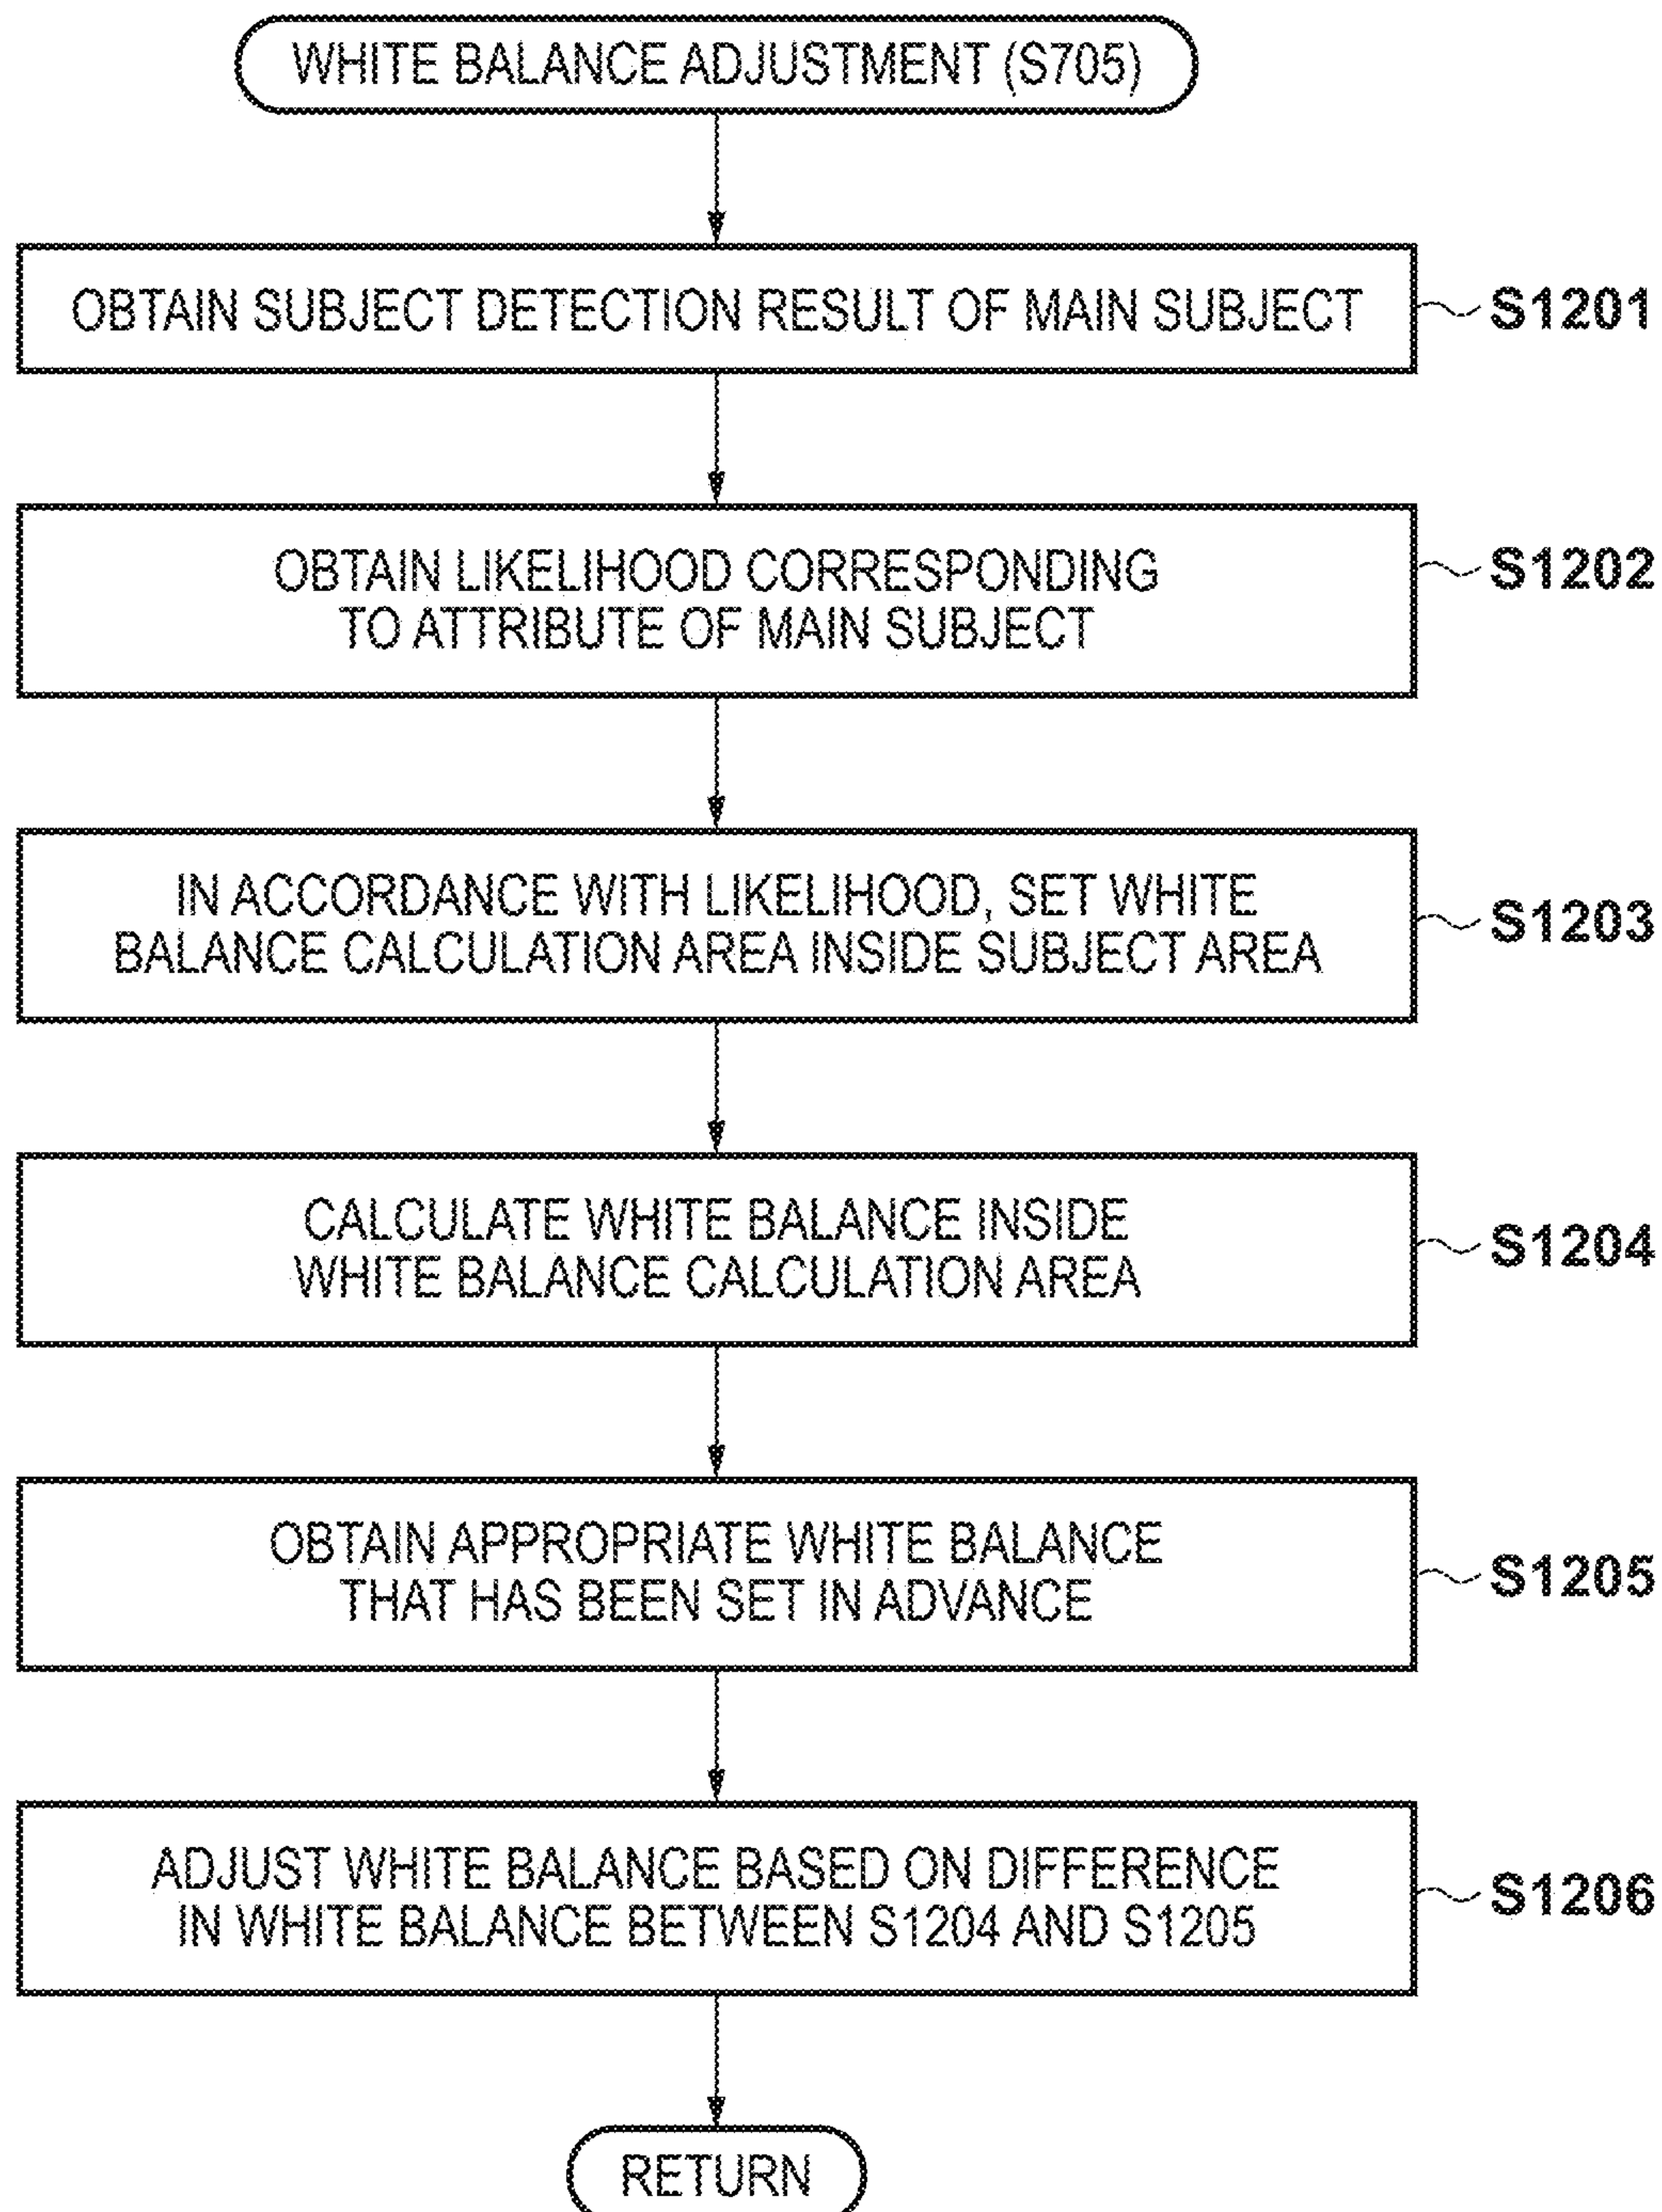 WHITE BALANCE ADJUSTMENT (S705)
OBTAIN SUBJECT DETECTION RESULT OF MAIN SUBJECT
S1201
OBTAIN LIKELIHOOD CORRESPONDING
TO ATTRIBUTE OF MAIN SUBJECT
S1202
IN ACCORDANCE WITH LIKELIHOOD, SET WHITE
BALANCE CALCULATION AREA INSIDE SUBJECT AREA
S1203
CALCULATE WHITE BALANCE INSIDE
WHITE BALANCE CALCULATION AREA
S1204
OBTAIN APPROPRIATE WHITE BALANCE
THAT HAS BEEN SET IN ADVANCE
S1205
ADJUST WHITE BALANCE BASED ON DIFFERENCE
IN WHITE BALANCE BETWEEN S1204 AND S1205
S1206
RETURN